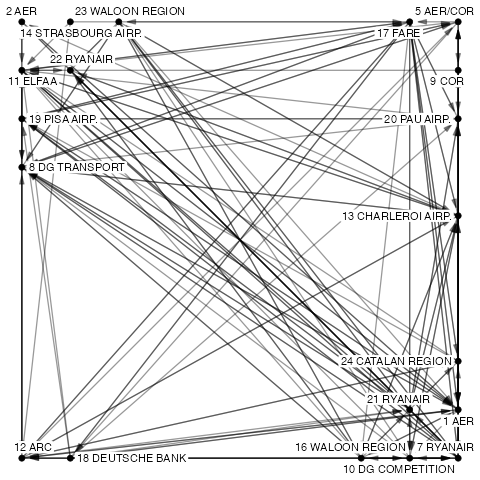 2 AER
23 WALOON REGION
5 AER/COR
14 STRASBOURG AIRP.
17 FARE
22 RYANAIR
11 ELFAA
9 COR
19 PISA AIRP.
20 PAU AIRP.
8 DG TRANSPORT
13 CHARLEROI AIRP.
24 CATALAN REGION
21 RYANAIR
1 AER
12 ARC
16 WALOON REGION
7 RYANAIR
18 DEUTSCHE BANK
10 DG COMPETITION